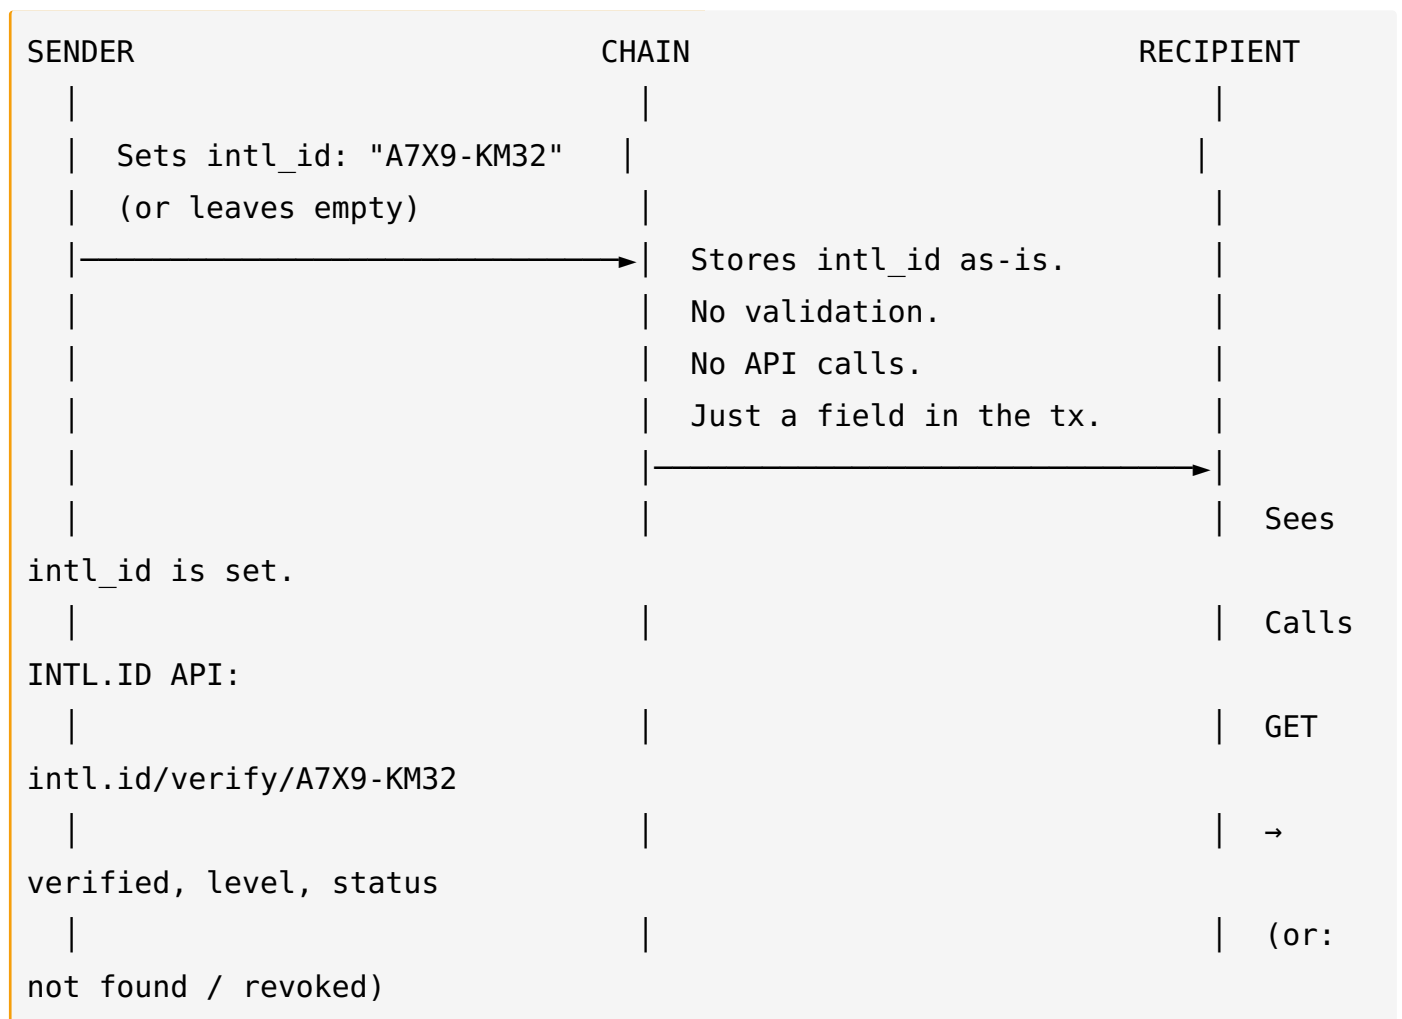 SENDER CHAIN RECIPIENT
│ │ │
│ Sets intl_id: "A7X9-KM32" │ │
│ (or leaves empty) │ │
│──────────────────────────────►│ Stores intl_id as-is. │
│ │ No validation. │
│ │ No API calls. │
│ │ Just a field in the tx. │
│ │──────────────────────────────►│
│ │ │ Sees
intl_id is set.
│ │ │ Calls
INTL.ID API:
│ │ │ GET
intl.id/verify/A7X9-KM32
│ │ │ →
verified, level, status
│ │ │ (or:
not found / revoked)